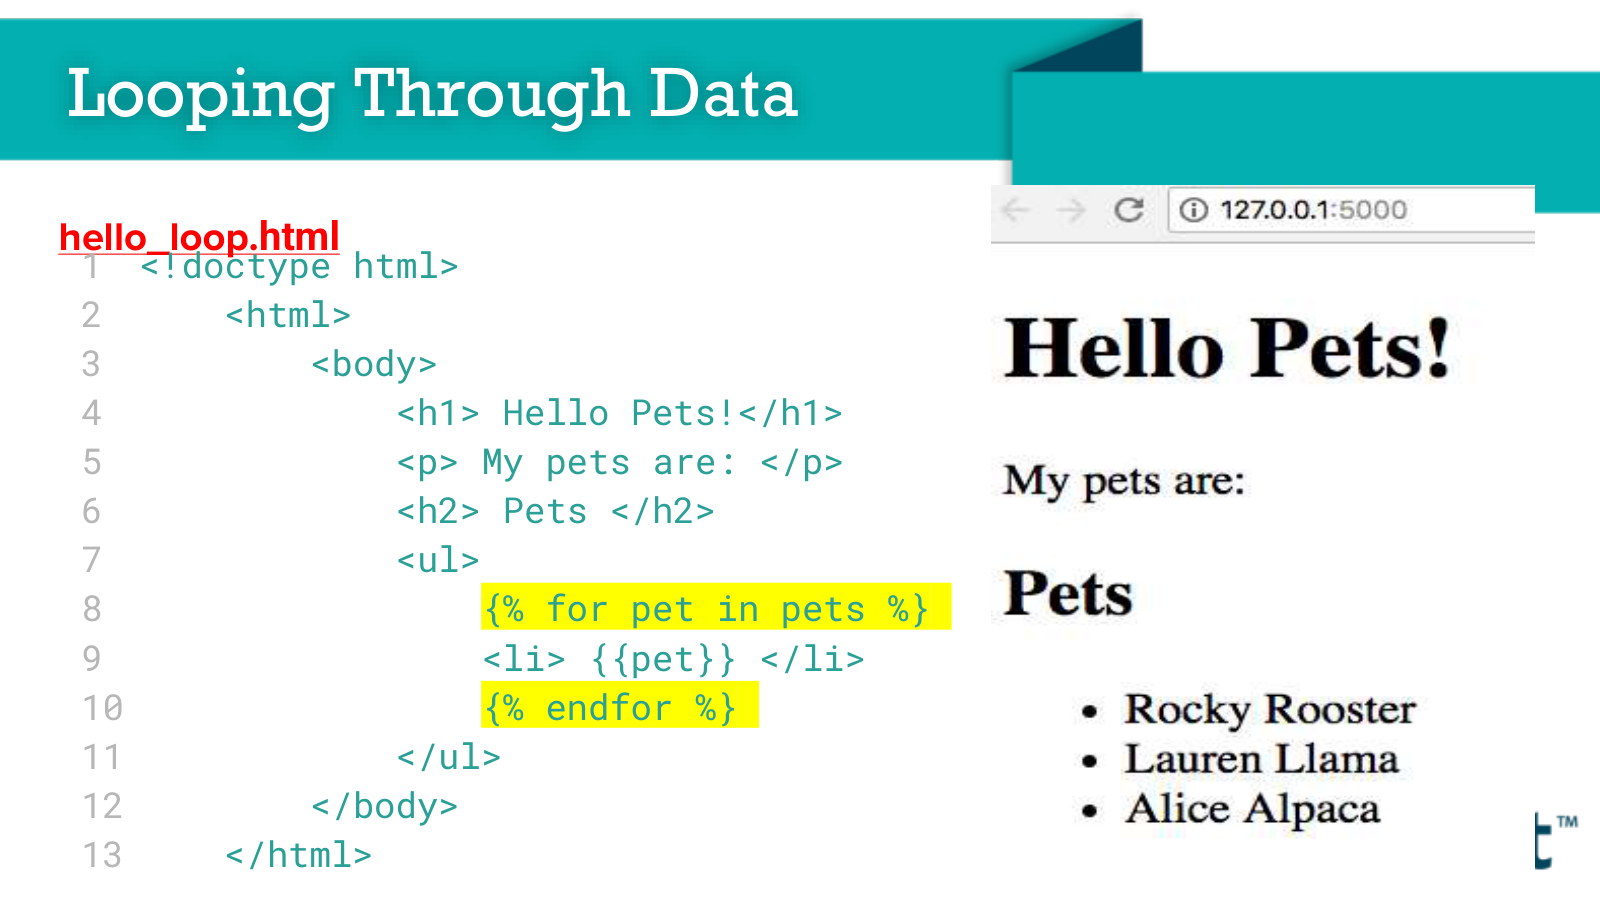 Looping Through Data
hello_loop.html
1 <!doctype html>
2 <html>
3 <body>
4 <h1> Hello Pets!</h1>
5 <p> My pets are: </p>
6 <h2> Pets </h2>
7 <ul>
8 {% for pet in pets %}
9 <li> {{pet}} </li>
10 {% endfor %}
11 </ul>
12 </body>
13 </html>
127.0.0.1:5000
Hello Pets!
My pets are:
Pets
• Rocky Rooster
• Lauren Llama
• Alice Alpaca
t™